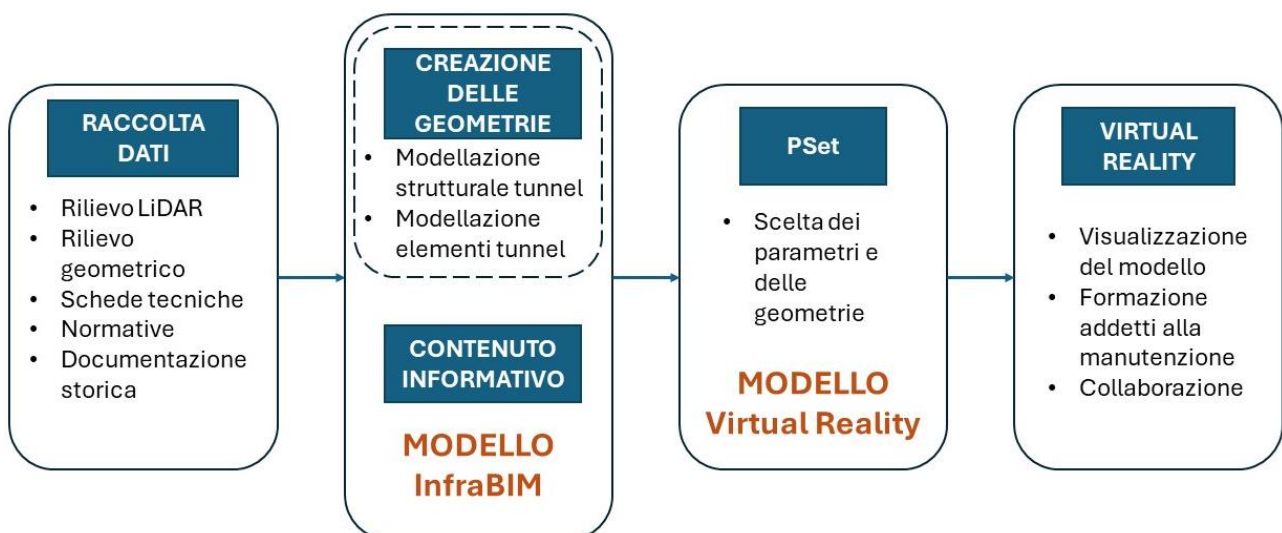 RACCOLTA
DATI
• Rilievo LiDAR
• Rilievo
geometrico
• Schede tecniche
• Normative
• Documentazione
storica
CREAZIONE
DELLE
GEOMETRIE
• Modellazione
strutturale tunnel
• Modellazione
elementi tunnel
CONTENUTO
INFORMATIVO
MODELLO
InfraBIM
PSet
• Scelta dei
parametri e
delle
geometrie
MODELLO
Virtual Reality
VIRTUAL
REALITY
• Visualizzazione
del modello
• Formazione
addetti alla
manutenzione
• Collaborazione